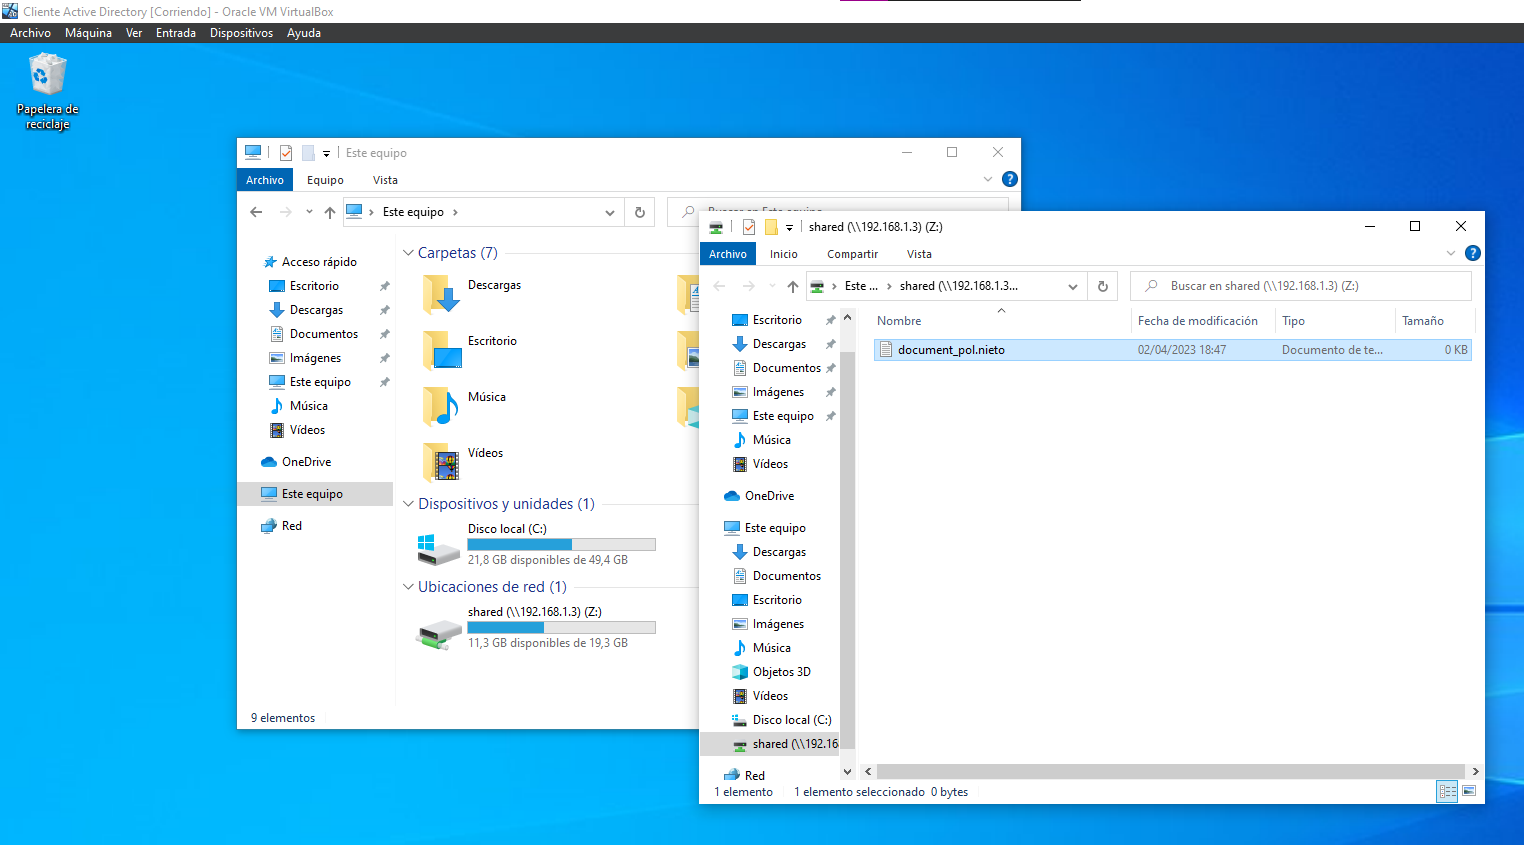 Cliente Active Directory [Corriendo] - Oracle VM VirtualBox
Archivo Máquina Ver Entrada Dispositivos Ayuda
Papelera de
reciclaje
Este equipo
Archivo Equipo Vista
Este equipo
Acceso rápido
Escritorio
Descargas
Documentos
Imágenes
Este equipo
Música
Vídeos
OneDrive
Este equipo
Red
Carpetas (7)
Descargas
Escritorio
Música
Vídeos
Dispositivos y unidades (1)
Disco local (C:)
21,8 GB disponibles de 49,4 GB
Ubicaciones de red (1)
shared (\\192.168.1.3) (Z:)
11,3 GB disponibles de 19,3 GB
9 elementos
shared (\\192.168.1.3) (Z:)
Archivo Inicio Compartir Vista
Este ... shared (\\192.168.1.3...
Buscar en shared (\\192.168.1.3) (Z:)
Escritorio
Descargas
Documentos
Imágenes
Este equipo
Música
Vídeos
OneDrive
Este equipo
Descargas
Documentos
Escritorio
Imágenes
Música
Objetos 3D
Vídeos
Disco local (C:)
shared (\\192.16
Red
Nombre Fecha de modificación Tipo Tamaño
document_pol.nieto 02/04/2023 18:47 Documento de te... 0 KB
1 elemento 1 elemento seleccionado 0 bytes